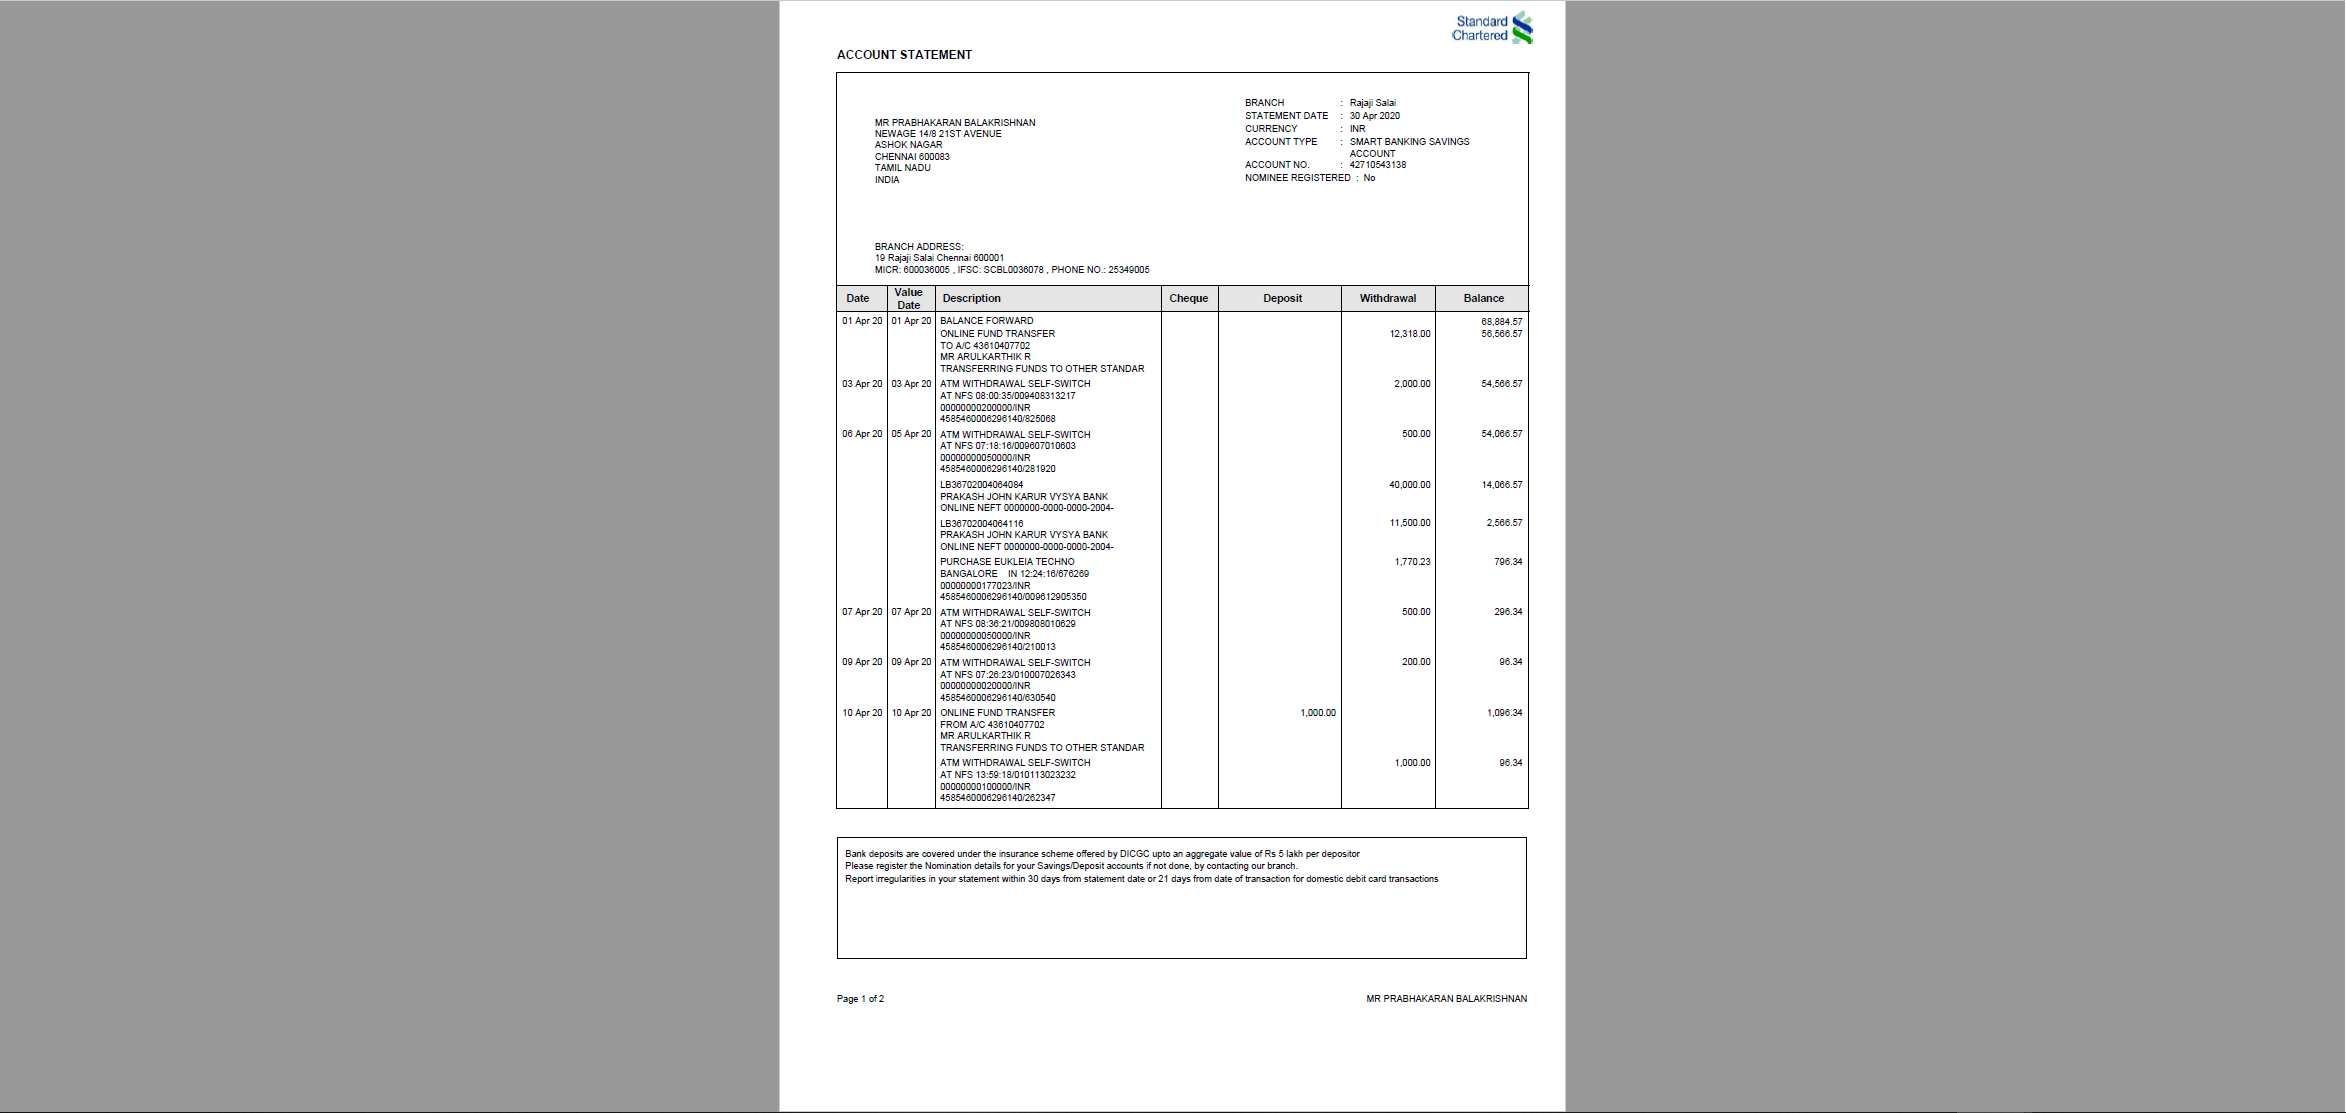 Standard
Chartered
ACCOUNT STATEMENT
BRANCH : Rajaji Salai
STATEMENT DATE : 30 Apr 2020
CURRENCY : INR
ACCOUNT TYPE : SMART BANKING SAVINGS
ACCOUNT
ACCOUNT NO. : 42710543138
NOMINEE REGISTERED : No
MR PRABHAKARAN BALAKRISHNAN
NEWAGE 14/8 21ST AVENUE
ASHOK NAGAR
CHENNAI 600083
TAMIL NADU
INDIA
BRANCH ADDRESS:
19 Rajaji Salai Chennai 600001
MICR: 600036005 , IFSC: SCBL0036078 , PHONE NO.: 25349005
Date Value Date Description Cheque Deposit Withdrawal Balance
01 Apr 20 01 Apr 20 BALANCE FORWARD 68,884.57
ONLINE FUND TRANSFER 12,318.00 56,566.57
TO A/C 43610407702
MR ARULKARTHIK R
TRANSFERRING FUNDS TO OTHER STANDAR
03 Apr 20 03 Apr 20 ATM WITHDRAWAL SELF-SWITCH 2,000.00 54,566.57
AT NFS 08:00:35/009408313217
00000000200000/INR
4585460006296140/825068
06 Apr 20 05 Apr 20 ATM WITHDRAWAL SELF-SWITCH 500.00 54,066.57
AT NFS 07:18:16/009607010603
00000000050000/INR
4585460006296140/281920
LB36702004064084 40,000.00 14,066.57
PRAKASH JOHN KARUR VYSYA BANK
ONLINE NEFT 0000000-0000-0000-2004-
LB36702004064116 11,500.00 2,566.57
PRAKASH JOHN KARUR VYSYA BANK
ONLINE NEFT 0000000-0000-0000-2004-
PURCHASE EUKLEIA TECHNO 1,770.23 796.34
BANGALORE IN 12:24:16/676269
00000000177023/INR
4585460006296140/009612905350
07 Apr 20 07 Apr 20 ATM WITHDRAWAL SELF-SWITCH 500.00 296.34
AT NFS 08:36:21/009808010629
00000000050000/INR
4585460006296140/210013
09 Apr 20 09 Apr 20 ATM WITHDRAWAL SELF-SWITCH 200.00 96.34
AT NFS 07:26:23/010007026343
00000000020000/INR
4585460006296140/630540
10 Apr 20 10 Apr 20 ONLINE FUND TRANSFER 1,000.00 1,096.34
FROM A/C 43610407702
MR ARULKARTHIK R
TRANSFERRING FUNDS TO OTHER STANDAR
ATM WITHDRAWAL SELF-SWITCH 1,000.00 96.34
AT NFS 13:59:18/010113023232
00000000100000/INR
4585460006296140/262347
Bank deposits are covered under the insurance scheme offered by DICGC upto an aggregate value of Rs 5 lakh per depositor
Please register the Nomination details for your Savings/Deposit accounts if not done, by contacting our branch.
Report irregularities in your statement within 30 days from statement date or 21 days from date of transaction for domestic debit card transactions
Page 1 of 2 MR PRABHAKARAN BALAKRISHNAN